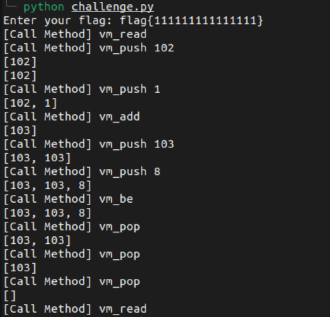 python challenge.py
Enter your flag: flag{111111111111111}
[Call Method] vm_read
[Call Method] vm_push 102
[102]
[102]
[Call Method] vm_push 1
[102, 1]
[Call Method] vm_add
[103]
[Call Method] vm_push 103
[103, 103]
[Call Method] vm_push 8
[103, 103, 8]
[Call Method] vm_be
[103, 103, 8]
[Call Method] vm_pop
[103, 103]
[Call Method] vm_pop
[103]
[Call Method] vm_pop
[]
[Call Method] vm_read